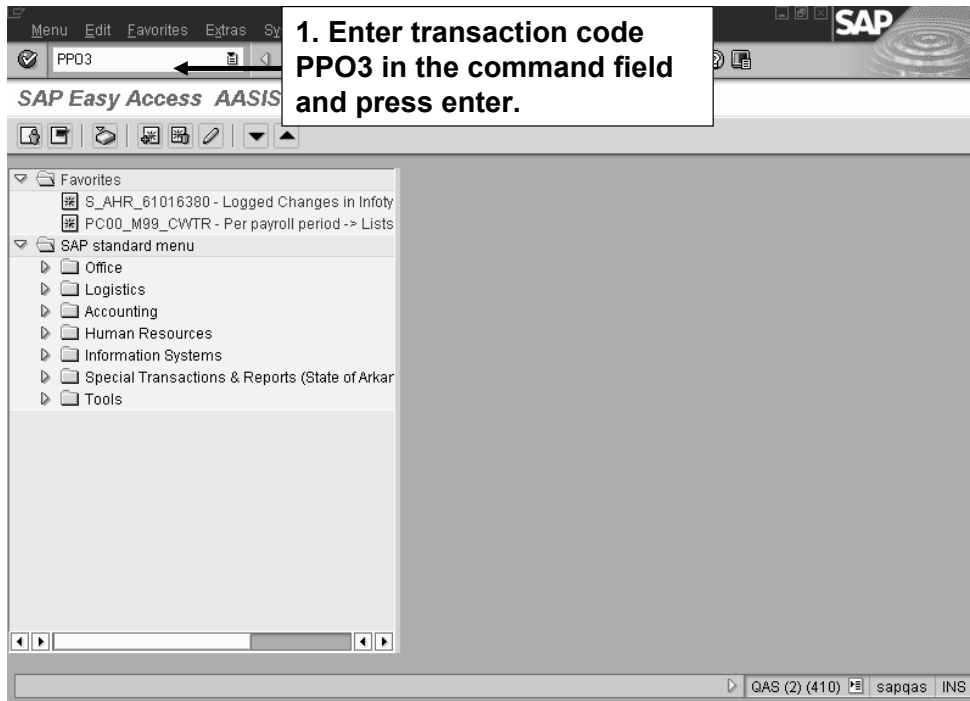 Menu Edit Favorites Extras Sy
SAP
1. Enter transaction code
PPO3 in the command field
and press enter.
PPO3
SAP Easy Access AASIS
Favorites
S_AHR_61016380 - Logged Changes in Infoty
PC00_M99_CWTR - Per payroll period -> Lists
SAP standard menu
Office
Logistics
Accounting
Human Resources
Information Systems
Special Transactions & Reports (State of Arkar
Tools
QAS (2) (410) sapqas INS